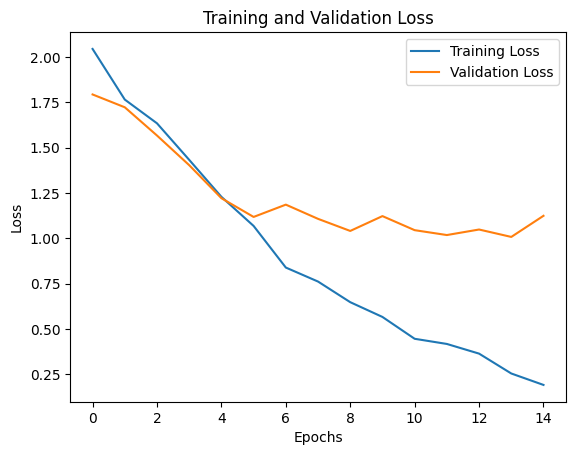 Training and Validation Loss
Training Loss
Validation Loss
Loss
2.00
1.75
1.50
1.25
1.00
0.75
0.50
0.25
0 2 4 6 8 10 12 14
Epochs